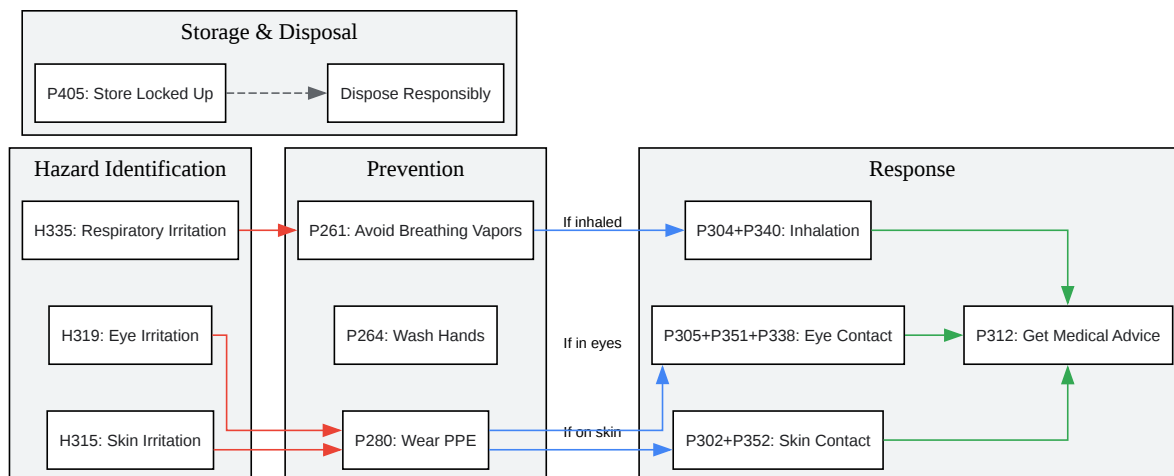 Storage & Disposal
P405: Store Locked Up
Dispose Responsibly
Hazard Identification
Prevention
Response
H335: Respiratory Irritation
P261: Avoid Breathing Vapors
If inhaled
P304+P340: Inhalation
H319: Eye Irritation
P264: Wash Hands
If in eyes
P305+P351+P338: Eye Contact
P312: Get Medical Advice
H315: Skin Irritation
P280: Wear PPE
If on skin
P302+P352: Skin Contact